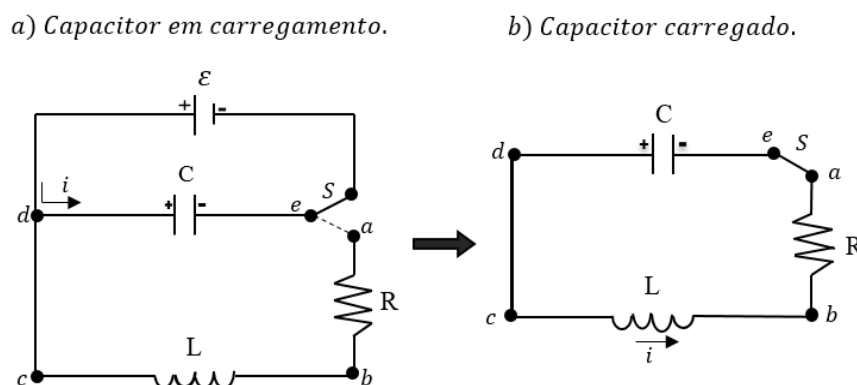 a) Capacitor em carregamento.
b) Capacitor carregado.
ε
+ -
C
i
d
+ -
e
S
a
R
L
c
b
C
+ -
e
S
d
a
R
L
c
b
i